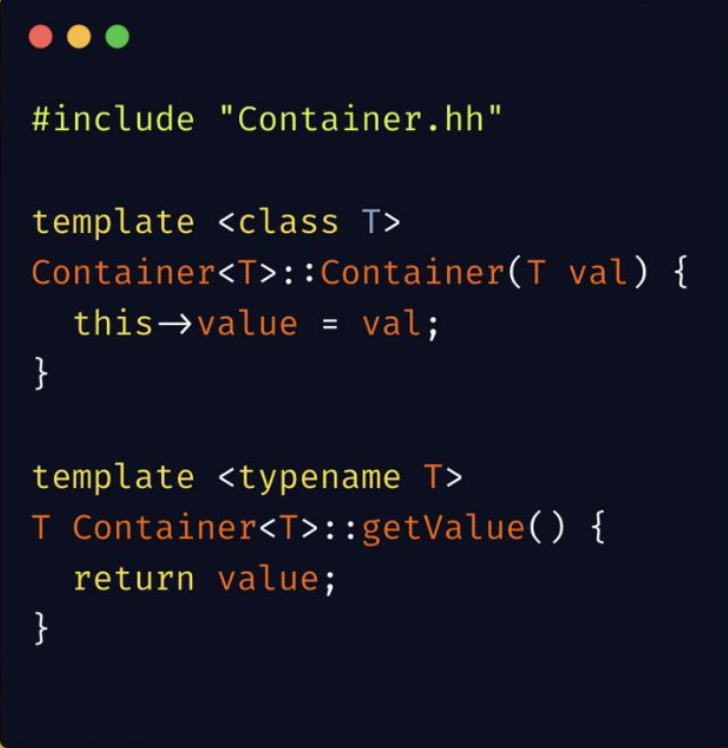 #include "Container.hh"
template <class T>
Container<T>::Container(T val) {
this->value = val;
}
template <typename T>
T Container<T>::getValue() {
return value;
}